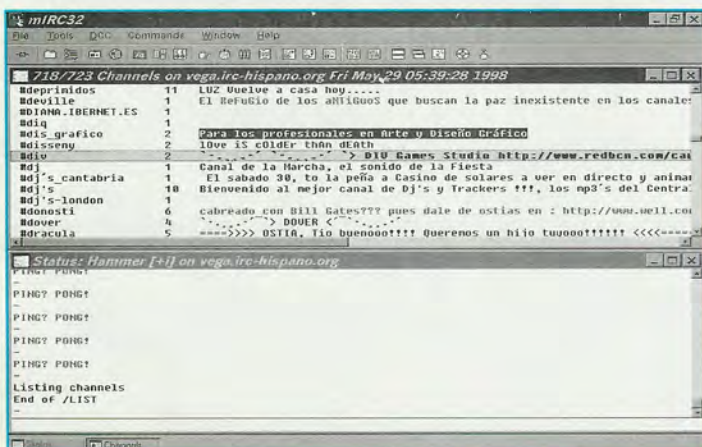 mIRC32
File Tools DCC Commands Window Help
718/723 Channels on vega.irc-hispano.org Fri May 29 05:39:28 1998
#deprimidos 11 LUZ Vuelve a casa hoy.....
#deville 1 El ReFuGio de los aMTiGuoS que buscan la paz inexistente en los canales
#DIANA.IBERNET.ES 1
#diq 1
#dis_grafico 2 Para los profesionales en Arte y Diseño Gráfico
#disseny 2 lOve iS cOldEr thAn dEAth
#div 2 `-.,.,.-´`-.,.,.-´ `> DIV Games Studio http://www.redbcn.com/
#dj 1 Canal de la Marcha, el sonido de la Fiesta
#dj´s_cantabria 1 El sabado 30, to la peña a Casino de solares a ver en directo y
#dj's 10 Bienvenido al mejor canal de Dj's y Trackers !!!, los mp3´s del
#dj's-london 1
#donosti 6 cabreado con Bill Gates??? pues dale de ostias en :
#dover 4 `-.,.,.-´¯`> DOVER <´¯`-.,.,.-´
#dracula 5 ---->>>> OSTIA, Tio buenooo!!!! Queremos un hijo tuyooo!!!!!! <<<<-----
Status: Hammer [+i] on vega.irc-hispano.org
PING? PONG!
-
PING? PONG!
-
PING? PONG!
-
PING? PONG!
-
PING? PONG!
-
Listing channels
End of /LIST
-
Status Channels